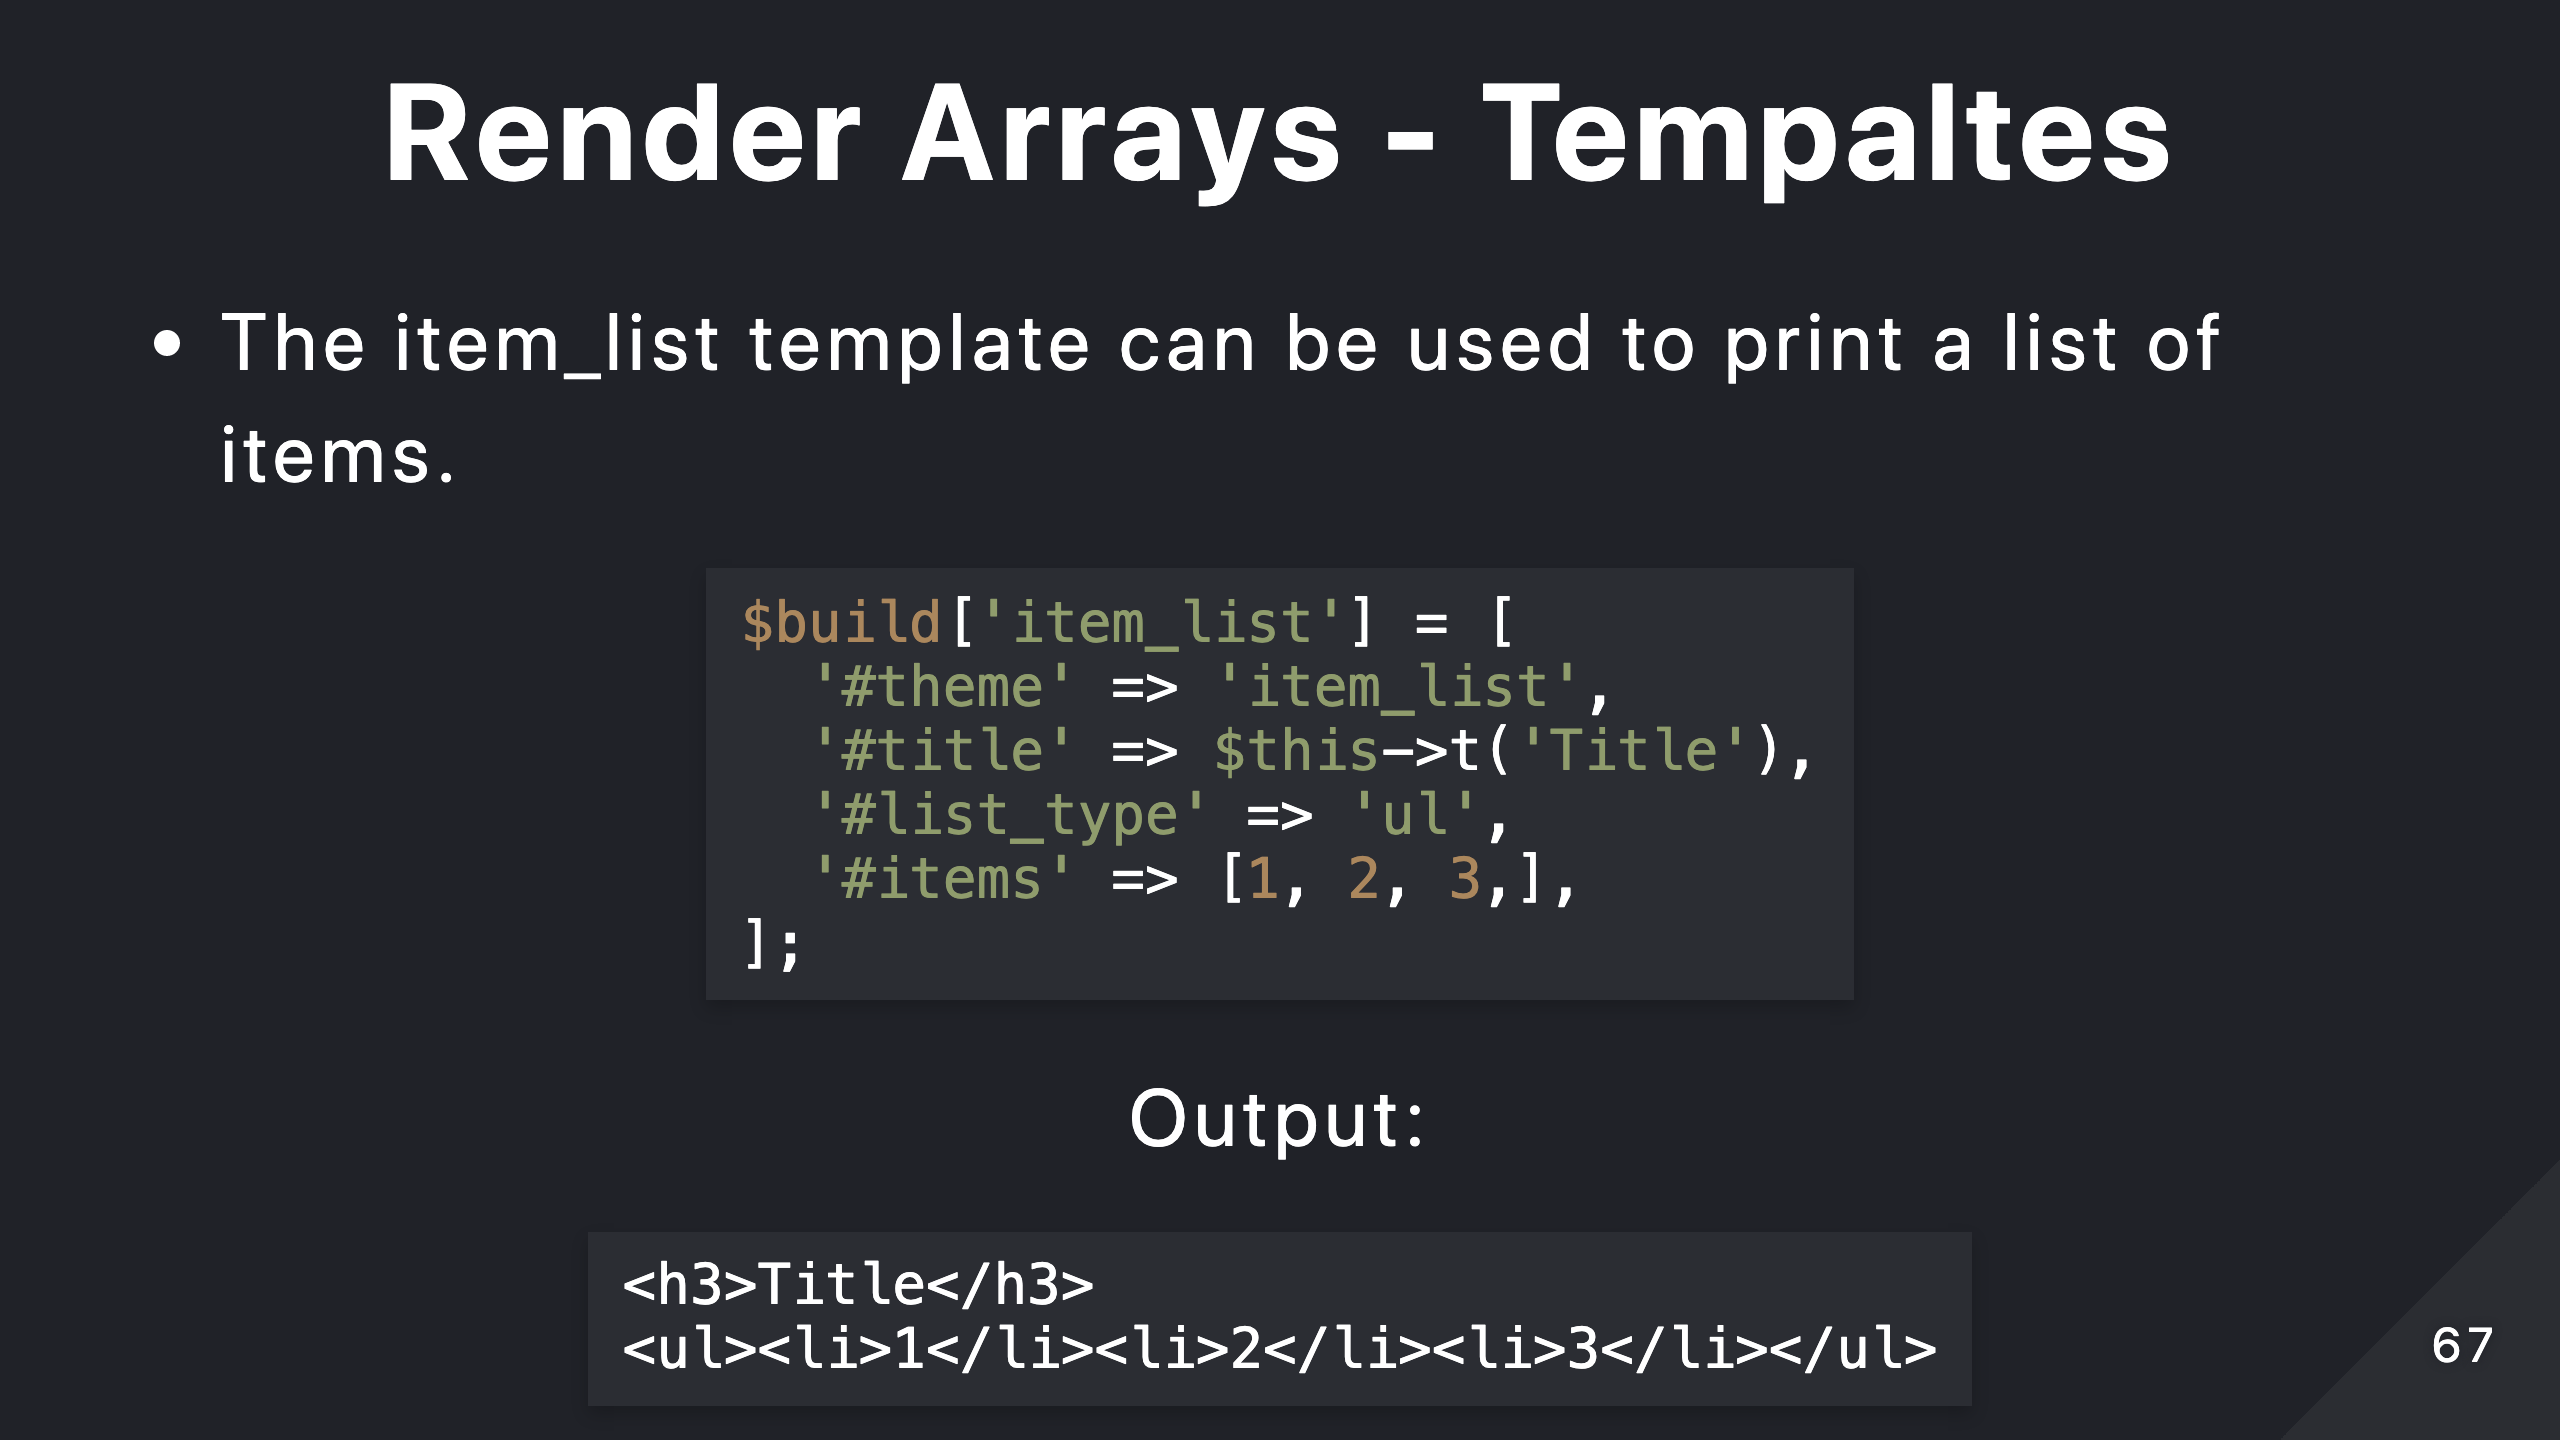 Render Arrays - Tempaltes
• The item_list template can be used to print a list of
items.
$build['item_list'] = [
  '#theme' => 'item_list',
  '#title' => $this->t('Title'),
  '#list_type' => 'ul',
  '#items' => [1, 2, 3,],
];
Output:
<h3>Title</h3>
<ul><li>1</li><li>2</li><li>3</li></ul>
67